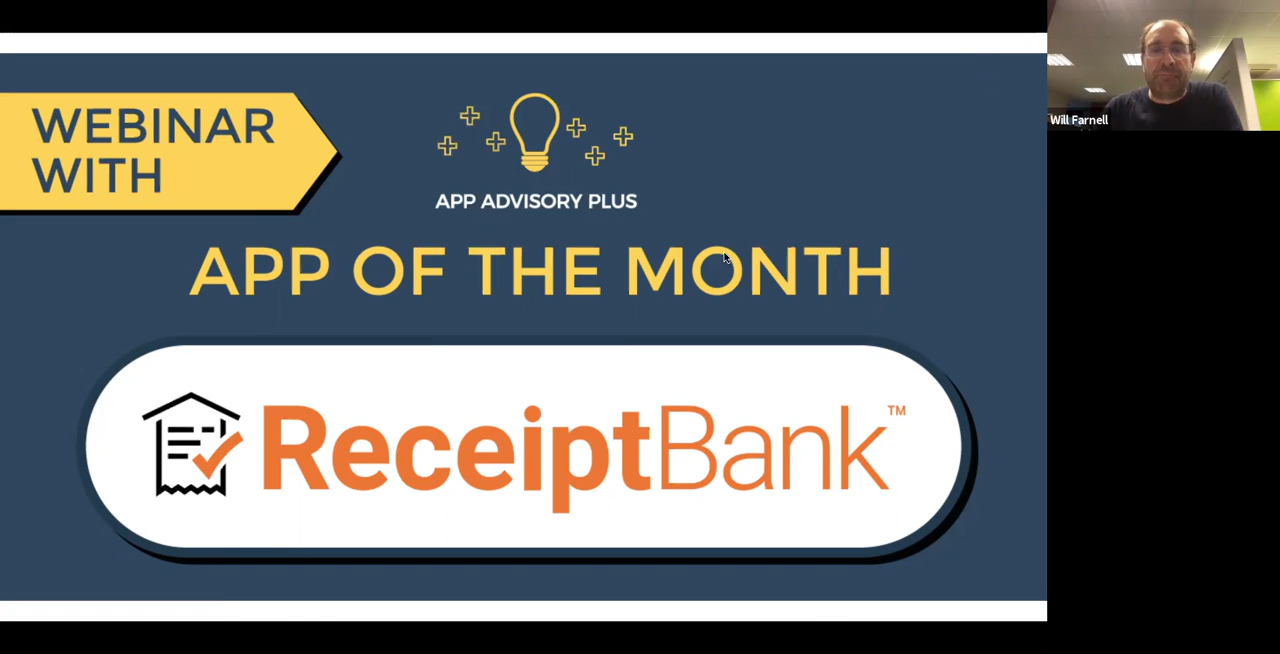 WEBINAR
WITH
APP ADVISORY PLUS
APP OF THE MONTH
ReceiptBank™
Will Farnell